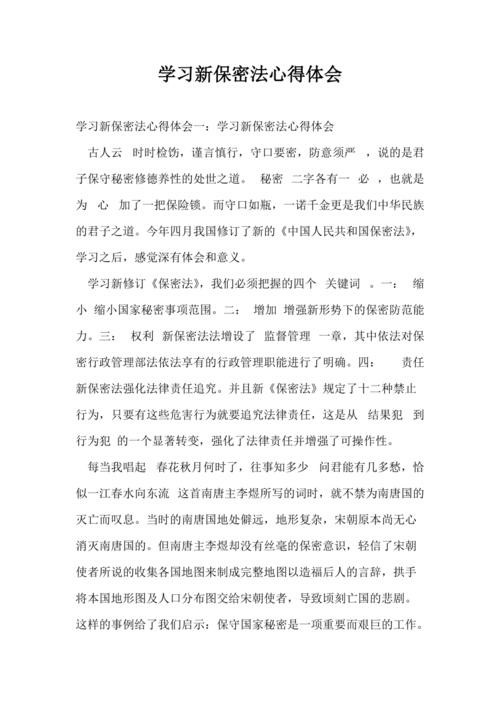 学习新保密法心得体会
学习新保密法心得体会一：学习新保密法心得体会
古人云 时时检饬，谨言慎行，守口要密，防意须严 ，说的是君
子保守秘密修德养性的处世之道。 秘密 二字各有一 必 ，也就是
为 心 加了一把保险锁。而守口如瓶，一诺千金更是我们中华民族
的君子之道。今年四月我国修订了新的《中国人民共和国保密法》，
学习之后，感觉深有体会和意义。
学习新修订《保密法》，我们必须把握的四个 关键词 。一： 缩
小 缩小国家秘密事项范围。二： 增加 增强新形势下的保密防范能
力。三： 权利 新保密法法增设了 监督管理 一章，其中依法对保
密行政管理部法依法享有的行政管理职能进行了明确。四： 责任
新保密法强化法律责任追究。并且新《保密法》规定了十二种禁止
行为，只要有这些危害行为就要追究法律责任，这是从 结果犯 到
行为犯 的一个显著转变，强化了法律责任并增强了可操作性。
每当我唱起 春花秋月何时了，往事知多少 问君能有几多愁，恰
似一江春水向东流 这首南唐主李煜所写的词时，就不禁为南唐国的
灭亡而叹息。当时的南唐国地处僻远，地形复杂，宋朝原本尚无心
消灭南唐国的。但南唐主李煜却没有丝毫的保密意识，轻信了宋朝
使者所说的收集各国地图来制成完整地图以造福后人的言辞，拱手
将本国地形图及人口分布图交给宋朝使者，导致顷刻亡国的悲剧。
这样的事例给了我们启示：保守国家秘密是一项重要而艰巨的工作。